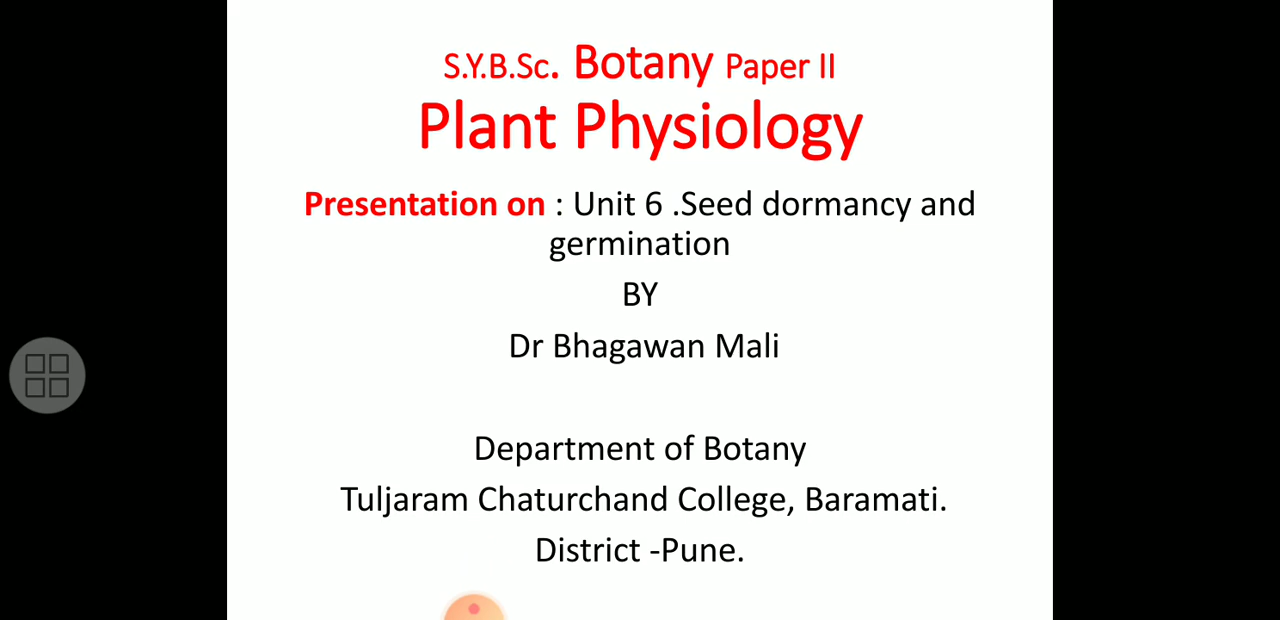 S.Y.B.Sc. Botany Paper II
Plant Physiology
Presentation on : Unit 6 .Seed dormancy and
germination
BY
Dr Bhagawan Mali
Department of Botany
Tuljaram Chaturchand College, Baramati.
District -Pune.